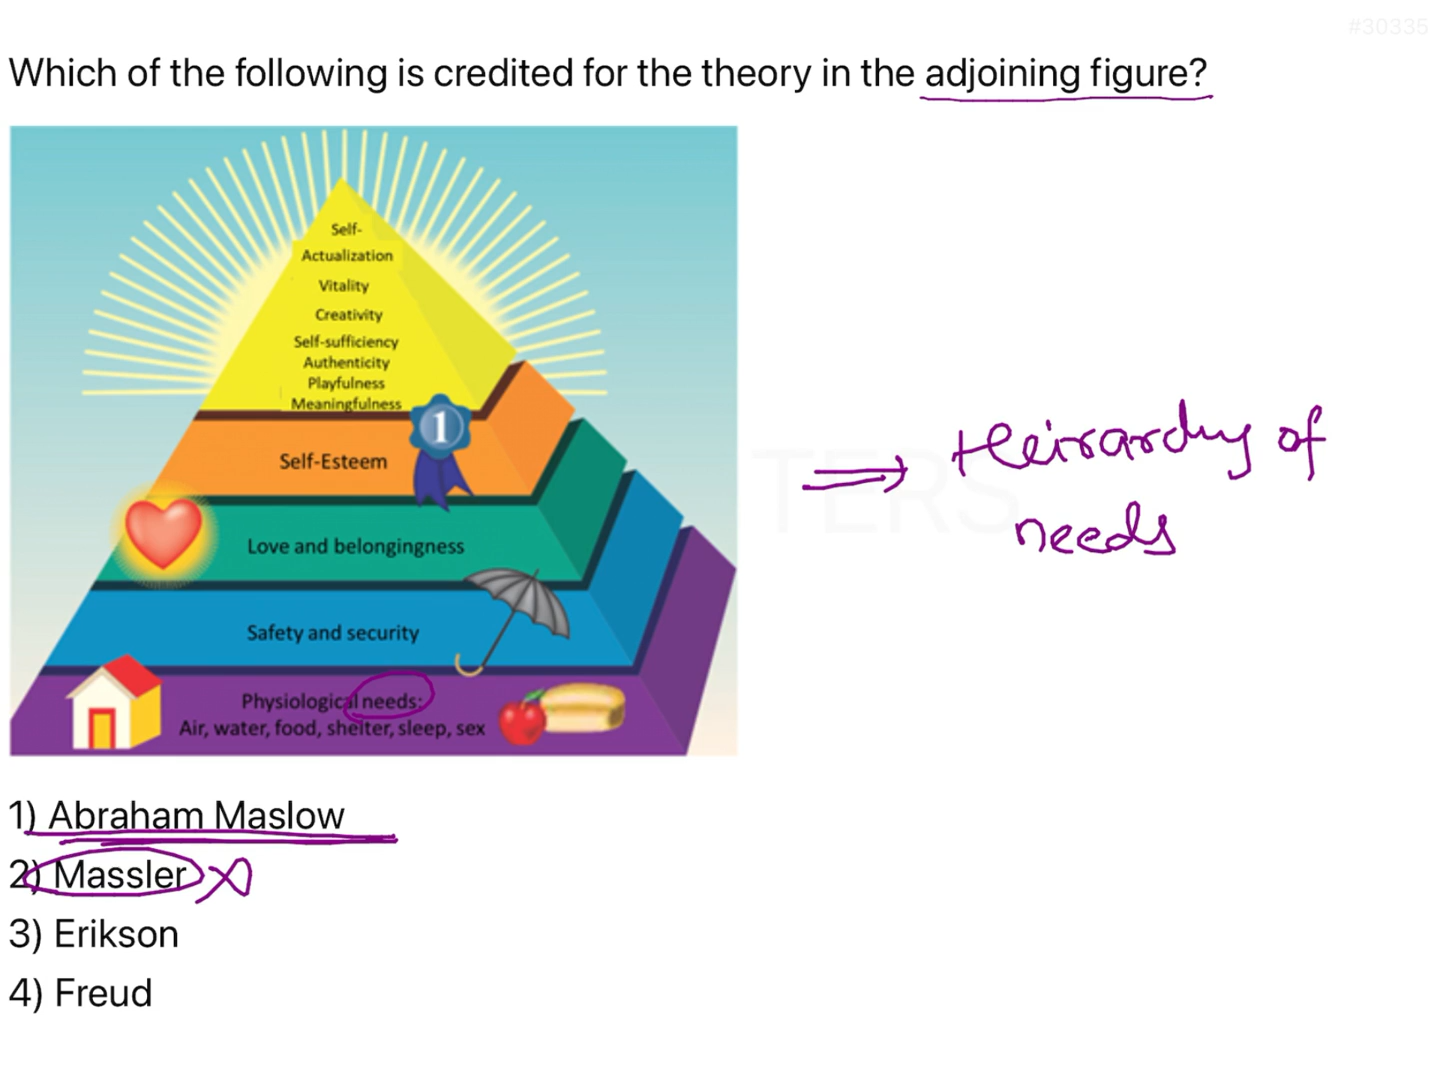 #30335
Which of the following is credited for the theory in the adjoining figure?
Self-
Actualization
Vitality
Creativity
Self-sufficiency
Authenticity
Playfulness
Meaningfulness
1
Self-Esteem
Love and belongingness
Safety and security
Physiological needs:
Air, water, food, shelter, sleep, sex
Heirarchy of
needs
TERS
1) Abraham Maslow
2) Massler
3) Erikson
4) Freud